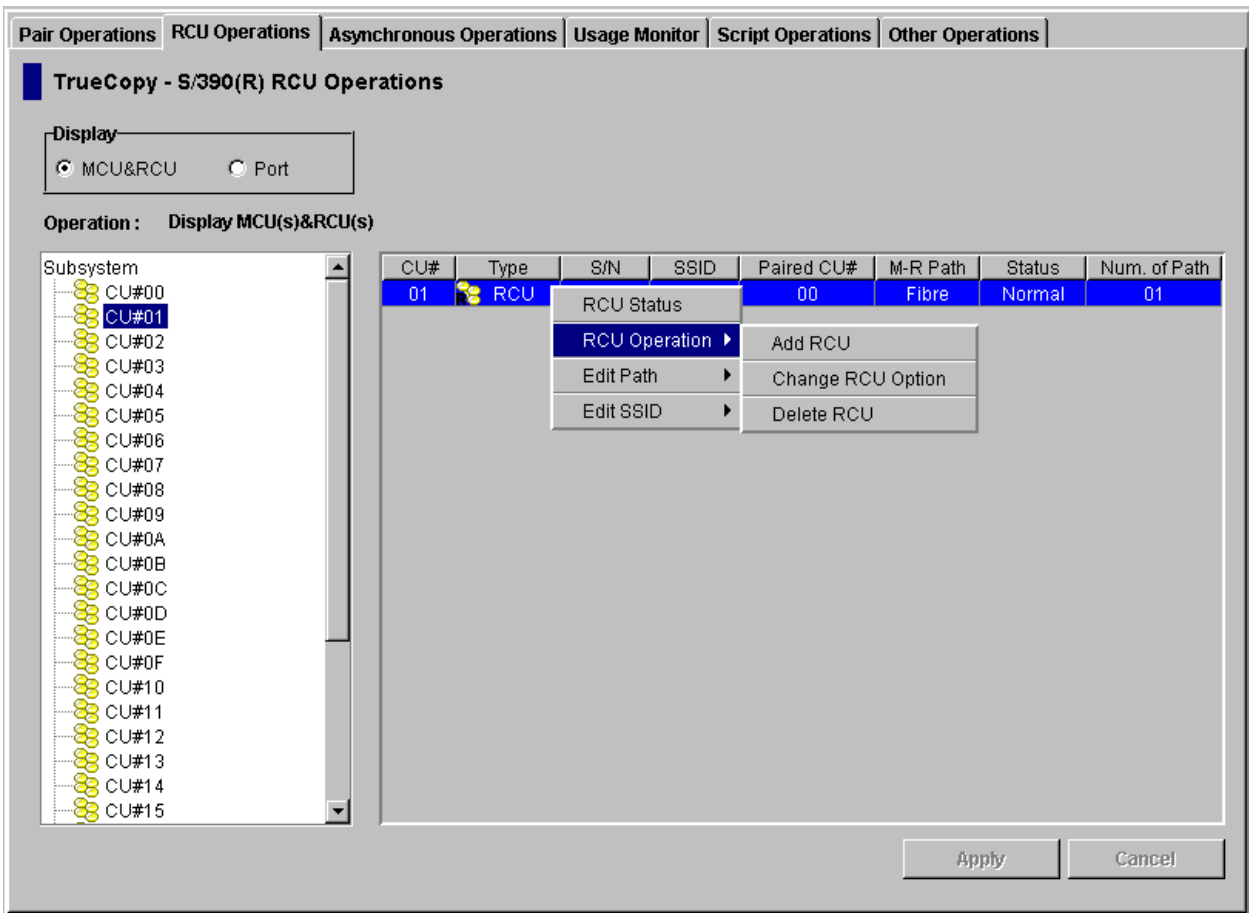 Pair Operations RCU Operations Asynchronous Operations Usage Monitor Script Operations Other Operations
TrueCopy - S/390(R) RCU Operations
Display
MCU&RCU Port
Operation : Display MCU(s)&RCU(s)
Subsystem
CU#00
CU#01
CU#02
CU#03
CU#04
CU#05
CU#06
CU#07
CU#08
CU#09
CU#0A
CU#0B
CU#0C
CU#0D
CU#0E
CU#0F
CU#10
CU#11
CU#12
CU#13
CU#14
CU#15
CU# Type S/N SSID Paired CU# M-R Path Status Num. of Path
01 R RCU 00 Fibre Normal 01
RCU Status
RCU Operation
Edit Path
Edit SSID
Add RCU
Change RCU Option
Delete RCU
Apply Cancel